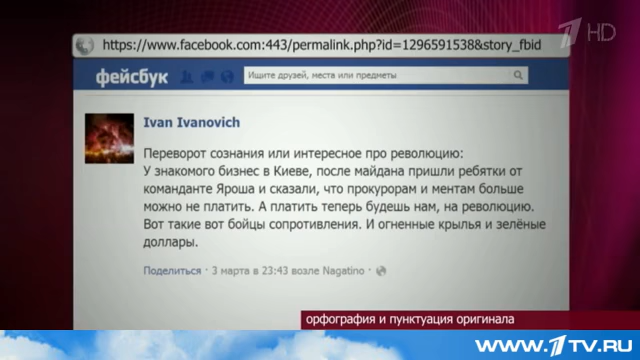 1 HD
https://www.facebook.com:443/permalink.php?id=1296591538&story_fbid
фейсбук
Ищите друзей, места или предметы
Ivan Ivanovich
Переворот сознания или интересное про революцию:
У знакомого бизнес в Киеве, после майдана пришли ребятки от
команданте Яроша и сказали, что прокурорам и ментам больше
можно не платить. А платить теперь будешь нам, на революцию.
Вот такие вот бойцы сопротивления. И огненные крылья и зелёные
доллары.
Поделиться · 3 марта в 23:43 возле Nagatino ·
орфография и пунктуация оригинала
www.1tv.ru